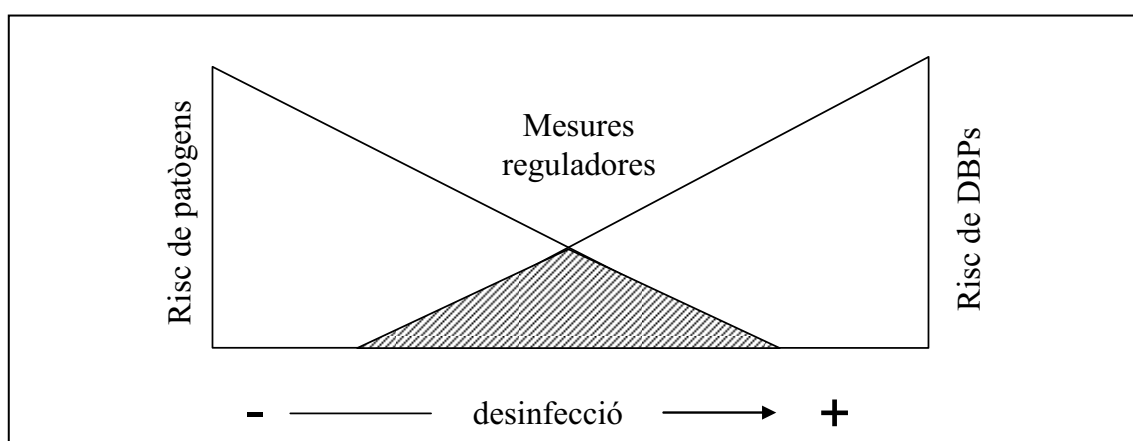 Mesures
reguladores
Risc de patògens
Risc de DBPs
- desinfecció +